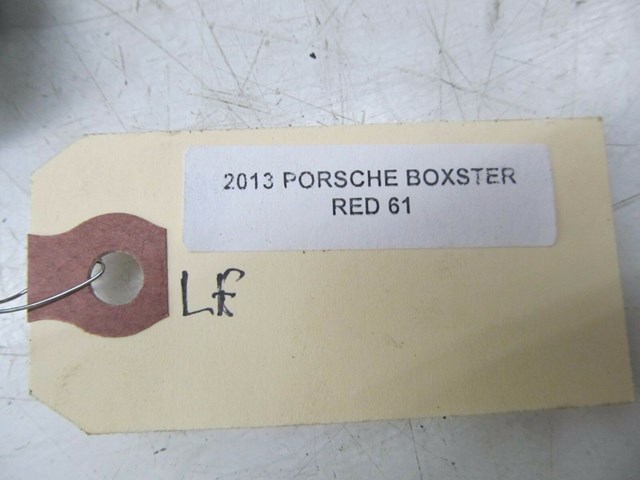 2013 PORSCHE BOXSTER
RED 61
LF